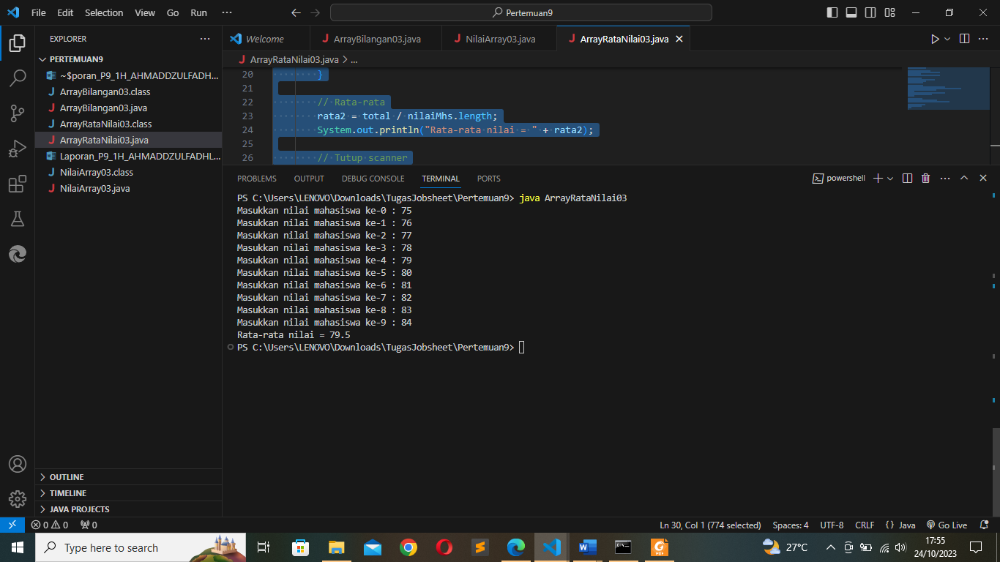 File Edit Selection View Go Run ··· Pertemuan9
EXPLORER ···
PERTEMUAN9
~$poran_P9_1H_AHMADDZULFADH...
ArrayBilangan03.class
ArrayBilangan03.java
ArrayRataNilai03.class
ArrayRataNilai03.java
Laporan_P9_1H_AHMADDZULFADHL...
NilaiArray03.class
NilaiArray03.java
OUTLINE
TIMELINE
JAVA PROJECTS
Welcome ArrayBilangan03.java NilaiArray03.java ArrayRataNilai03.java
ArrayRataNilai03.java > ...
20 }
21
22 // Rata-rata
23 rata2 = total / nilaiMhs.length;
24 System.out.println("Rata-rata nilai = " + rata2);
25
26 // Tutup scanner
PROBLEMS OUTPUT DEBUG CONSOLE TERMINAL PORTS powershell
PS C:\Users\LENOVO\Downloads\TugasJobsheet\Pertemuan9> java ArrayRataNilai03
Masukkan nilai mahasiswa ke-0 : 75
Masukkan nilai mahasiswa ke-1 : 76
Masukkan nilai mahasiswa ke-2 : 77
Masukkan nilai mahasiswa ke-3 : 78
Masukkan nilai mahasiswa ke-4 : 79
Masukkan nilai mahasiswa ke-5 : 80
Masukkan nilai mahasiswa ke-6 : 81
Masukkan nilai mahasiswa ke-7 : 82
Masukkan nilai mahasiswa ke-8 : 83
Masukkan nilai mahasiswa ke-9 : 84
Rata-rata nilai = 79.5
PS C:\Users\LENOVO\Downloads\TugasJobsheet\Pertemuan9>
0 0 0 Ln 30, Col 1 (774 selected) Spaces: 4 UTF-8 CRLF {} Java Go Live
Type here to search 27°C 17:55
24/10/2023